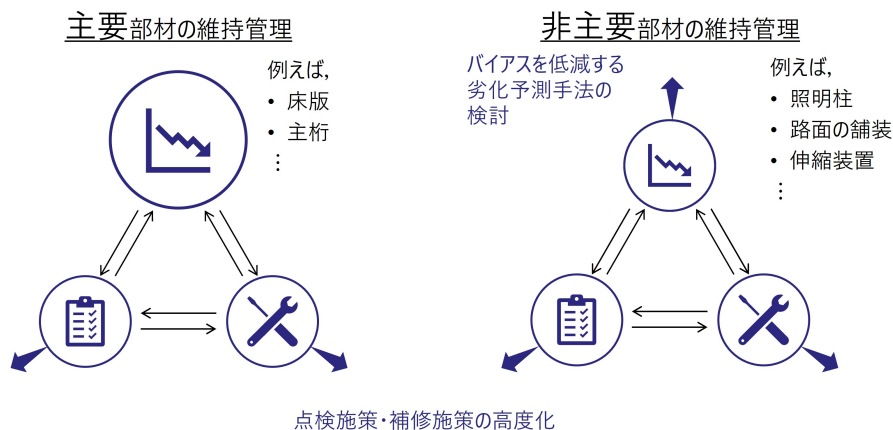 主要部材の維持管理
例えば,
• 床版
• 主桁
⋮
非主要部材の維持管理
バイアスを低減する
劣化予測手法の
検討
例えば,
• 照明柱
• 路面の舗装
• 伸縮装置
⋮
点検施策・補修施策の高度化